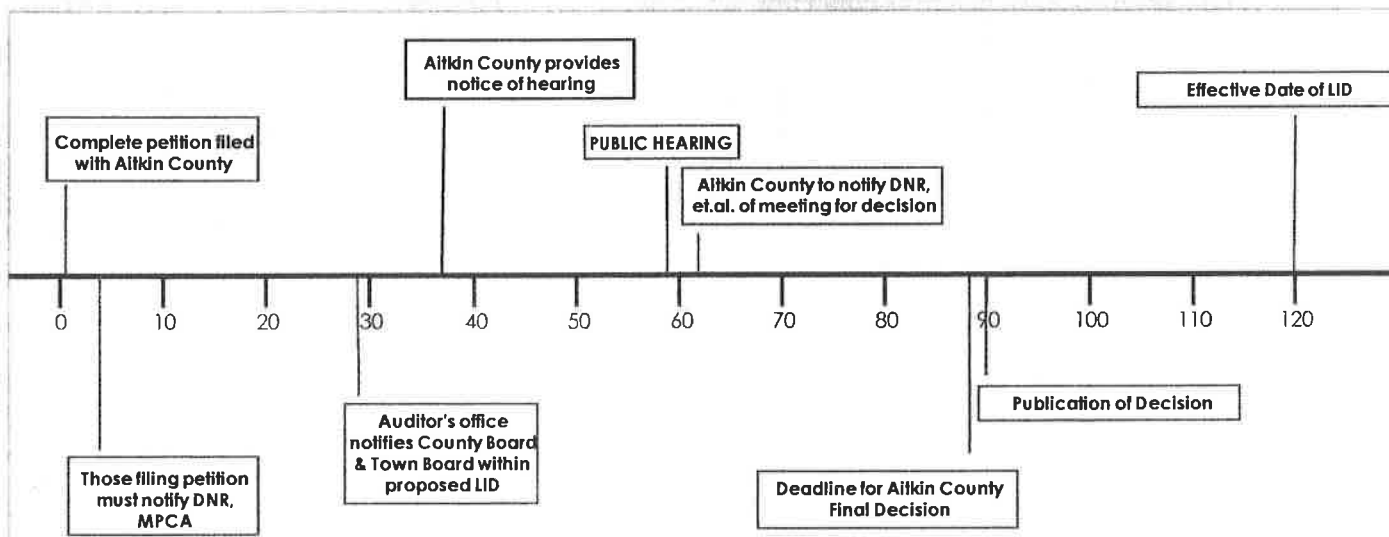 Aitkin County provides
notice of hearing
Effective Date of LID
Complete petition filed
with Aitkin County
PUBLIC HEARING
Aitkin County to notify DNR,
et.al. of meeting for decision
0
10
20
30
40
50
60
70
80
90
100
110
120
Those filing petition
must notify DNR,
MPCA
Auditor's office
notifies County Board
& Town Board within
proposed LID
Publication of Decision
Deadline for Aitkin County
Final Decision